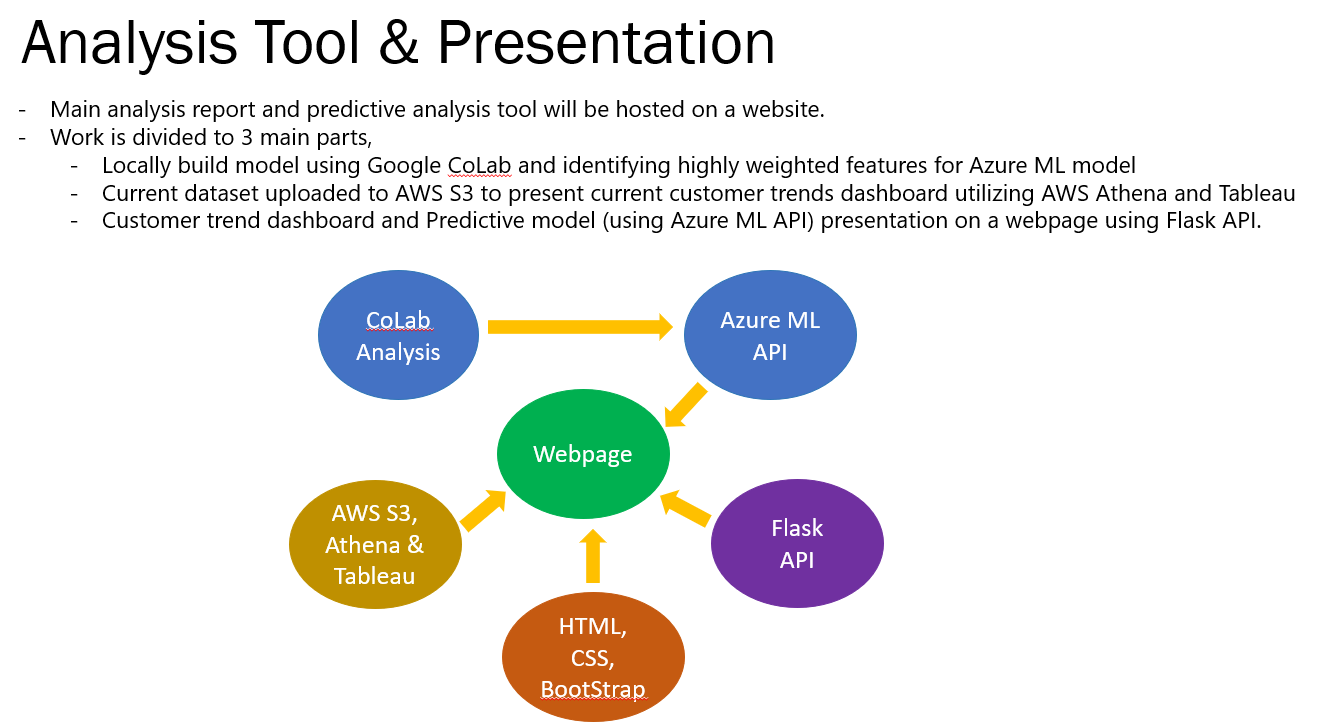 Analysis Tool & Presentation
- Main analysis report and predictive analysis tool will be hosted on a website.
- Work is divided to 3 main parts,
- Locally build model using Google CoLab and identifying highly weighted features for Azure ML model
- Current dataset uploaded to AWS S3 to present current customer trends dashboard utilizing AWS Athena and Tableau
- Customer trend dashboard and Predictive model (using Azure ML API) presentation on a webpage using Flask API.
CoLab
Analysis
Azure ML
API
Webpage
AWS S3,
Athena &
Tableau
Flask
API
HTML,
CSS,
BootStrap